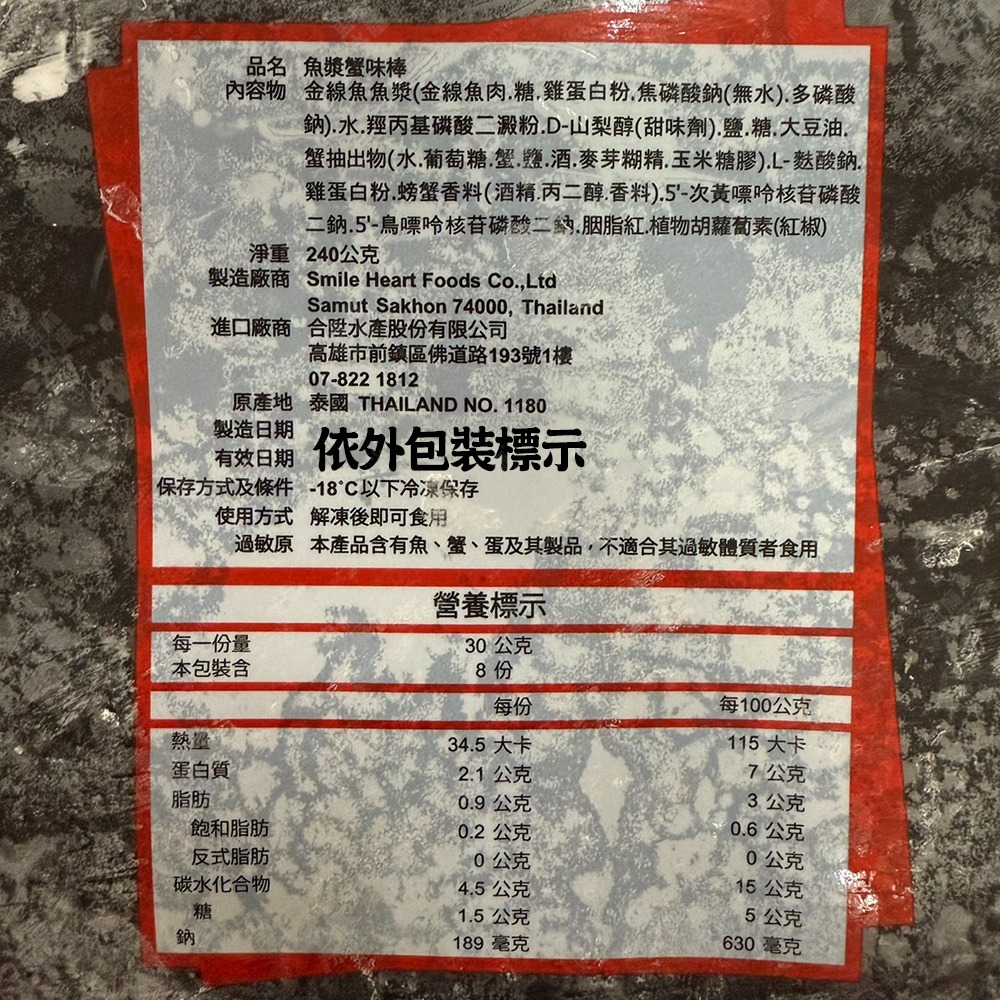 品名 魚漿蟹味棒
內容物 金線魚魚漿(金線魚肉.糖.雞蛋白粉.焦磷酸鈉(無水).多磷酸
鈉).水.羥丙基磷酸二澱粉.D-山梨醇(甜味劑).鹽.糖.大豆油.
蟹抽出物(水.葡萄糖.蟹.鹽.酒.麥芽糊精.玉米糖膠).L-麩酸鈉.
雞蛋白粉.螃蟹香料(酒精.丙二醇.香料).5'-次黃嘌呤核苷磷酸
二鈉.5'-鳥嘌呤核苷磷酸二鈉.胭脂紅.植物胡蘿蔔素(紅椒)
淨重 240公克
製造廠商 Smile Heart Foods Co.,Ltd
Samut Sakhon 74000, Thailand
進口廠商 合陞水產股份有限公司
高雄市前鎮區佛道路193號1樓
07-822 1812
原產地 泰國 THAILAND NO. 1180
製造日期
有效日期 依外包裝標示
保存方式及條件 -18°C以下冷凍保存
使用方式 解凍後即可食用
過敏原 本產品含有魚、蟹、蛋及其製品，不適合其過敏體質者食用
營養標示
每一份量 30 公克
本包裝含 8 份
每份 每100公克
熱量 34.5 大卡 115 大卡
蛋白質 2.1 公克 7 公克
脂肪 0.9 公克 3 公克
飽和脂肪 0.2 公克 0.6 公克
反式脂肪 0 公克 0 公克
碳水化合物 4.5 公克 15 公克
糖 1.5 公克 5 公克
鈉 189 毫克 630 毫克